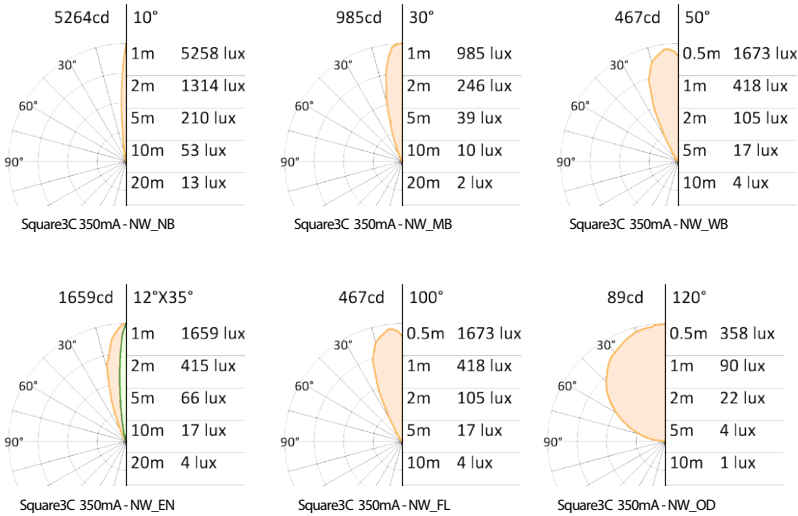 5264cd 10°
1m 5258 lux
30°
2m 1314 lux
60°
5m 210 lux
90°
10m 53 lux
20m 13 lux
Square3C 350mA - NW_NB
985cd 30°
1m 985 lux
30°
2m 246 lux
60°
5m 39 lux
90°
10m 10 lux
20m 2 lux
Square3C 350mA - NW_MB
467cd 50°
0.5m 1673 lux
30°
1m 418 lux
60°
2m 105 lux
90°
5m 17 lux
10m 4 lux
Square3C 350mA - NW_WB
1659cd 12°X35°
1m 1659 lux
30°
2m 415 lux
60°
5m 66 lux
90°
10m 17 lux
20m 4 lux
Square3C 350mA - NW_EN
467cd 100°
0.5m 1673 lux
30°
1m 418 lux
60°
2m 105 lux
90°
5m 17 lux
10m 4 lux
Square3C 350mA - NW_FL
89cd 120°
0.5m 358 lux
30°
1m 90 lux
60°
2m 22 lux
90°
5m 4 lux
10m 1 lux
Square3C 350mA - NW_OD